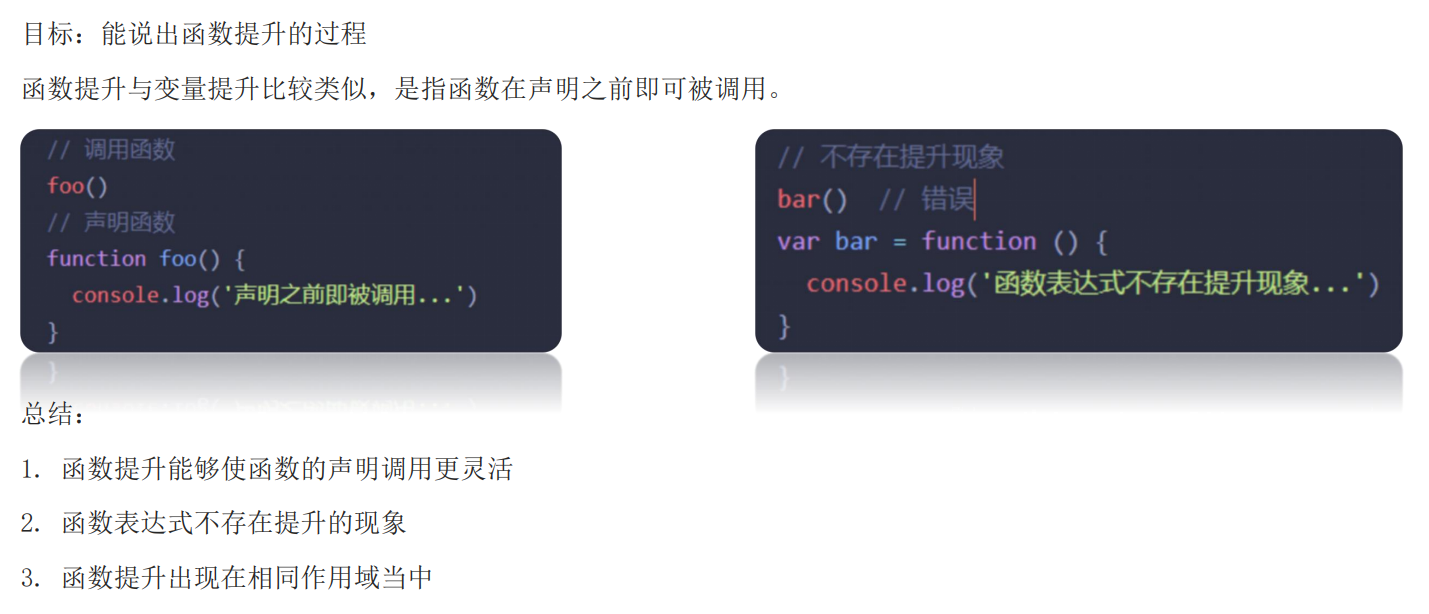 目标：能说出函数提升的过程
函数提升与变量提升比较类似，是指函数在声明之前即可被调用。
// 调用函数
foo()
// 声明函数
function foo() {
  console.log('声明之前即被调用...')
}
// 不存在提升现象
bar()  // 错误
var bar = function () {
  console.log('函数表达式不存在提升现象...')
}
总结：
1. 函数提升能够使函数的声明调用更灵活
2. 函数表达式不存在提升的现象
3. 函数提升出现在相同作用域当中